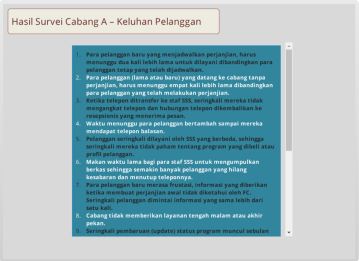 Hasil Survei Cabang A – Keluhan Pelanggan
1. Para pelanggan baru yang menjadwalkan perjanjian, harus
menunggu dua kali lebih lama untuk dilayani dibandingkan para
pelanggan tetap yang telah dijadwalkan.
2. Para pelanggan (lama atau baru) yang datang ke cabang tanpa
perjanjian, harus menunggu empat kali lebih lama dibandingkan
para pelanggan yang telah melakukan perjanjian.
3. Ketika telepon ditransfer ke staf SSS, seringkali mereka tidak
mengangkat telepon dan hubungan telepon dikembalikan ke
resepsionis yang menerima pesan.
4. Waktu menunggu para pelanggan bertambah sampai mereka
mendapat telepon balasan.
5. Pelanggan seringkali dilayani oleh SSS yang berbeda, sehingga
seringkali mereka tidak paham tentang program yang dibeli atau
profil pelanggan.
6. Makan waktu lama bagi para staf SSS untuk mengumpulkan
berkas sehingga semakin banyak pelanggan yang hilang
kesabaran dan menutup teleponnya.
7. Para pelanggan baru merasa frustasi, informasi yang diberikan
ketika membuat perjanjian awal tidak diketahui oleh FC.
Seringkali pelanggan dimintai informasi yang sama lebih dari
satu kali.
8. Cabang tidak memberikan layanan tengah malam atau akhir
pekan.
9. Seringkali pembaruan (update) status program muncul sebulan